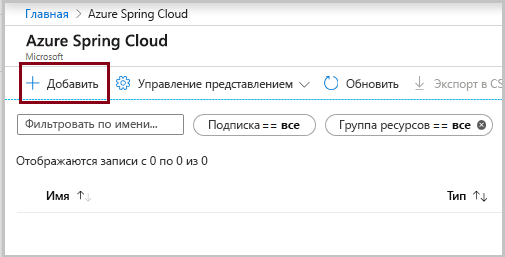 Главная > Azure Spring Cloud
Azure Spring Cloud
Microsoft
+ Добавить Управление представлением Обновить Экспорт в CS
Фильтровать по имени... Подписка == все Группа ресурсов == все
Отображаются записи с 0 по 0 из 0
Имя ↑↓ Тип ↑↓